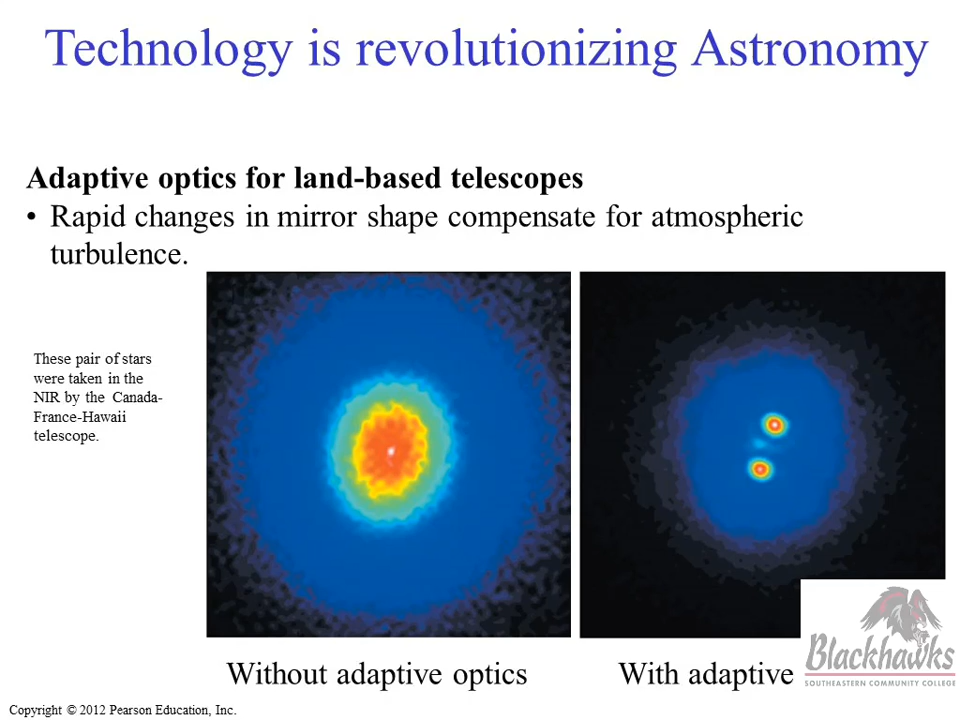 Technology is revolutionizing Astronomy
Adaptive optics for land-based telescopes
• Rapid changes in mirror shape compensate for atmospheric
turbulence.
These pair of stars
were taken in the
NIR by the Canada-
France-Hawaii
telescope.
Without adaptive optics
With adaptive
Blackhawks
SOUTHEASTERN COMMUNITY COLLEGE
Copyright © 2012 Pearson Education, Inc.